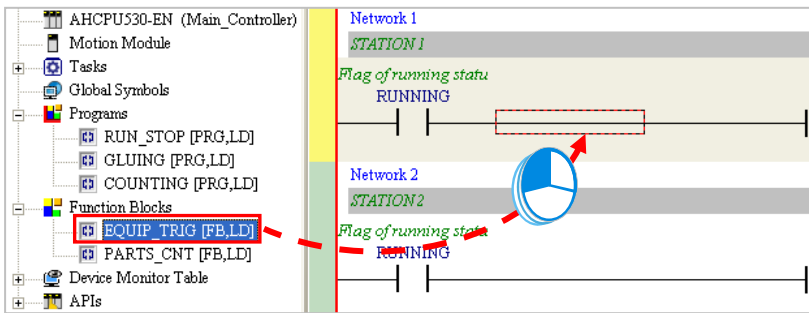 AHCPU530-EN (Main_Controller)
Motion Module
Tasks
Global Symbols
Programs
RUN_STOP [PRG,LD]
GLUING [PRG,LD]
COUNTING [PRG,LD]
Function Blocks
EQUIP_TRIG [FB,LD]
PARTS_CNT [FB,LD]
Device Monitor Table
APIs
Network 1
STATION 1
Flag of running statu
RUNNING
Network 2
STATION 2
Flag of running statu
RUNNING